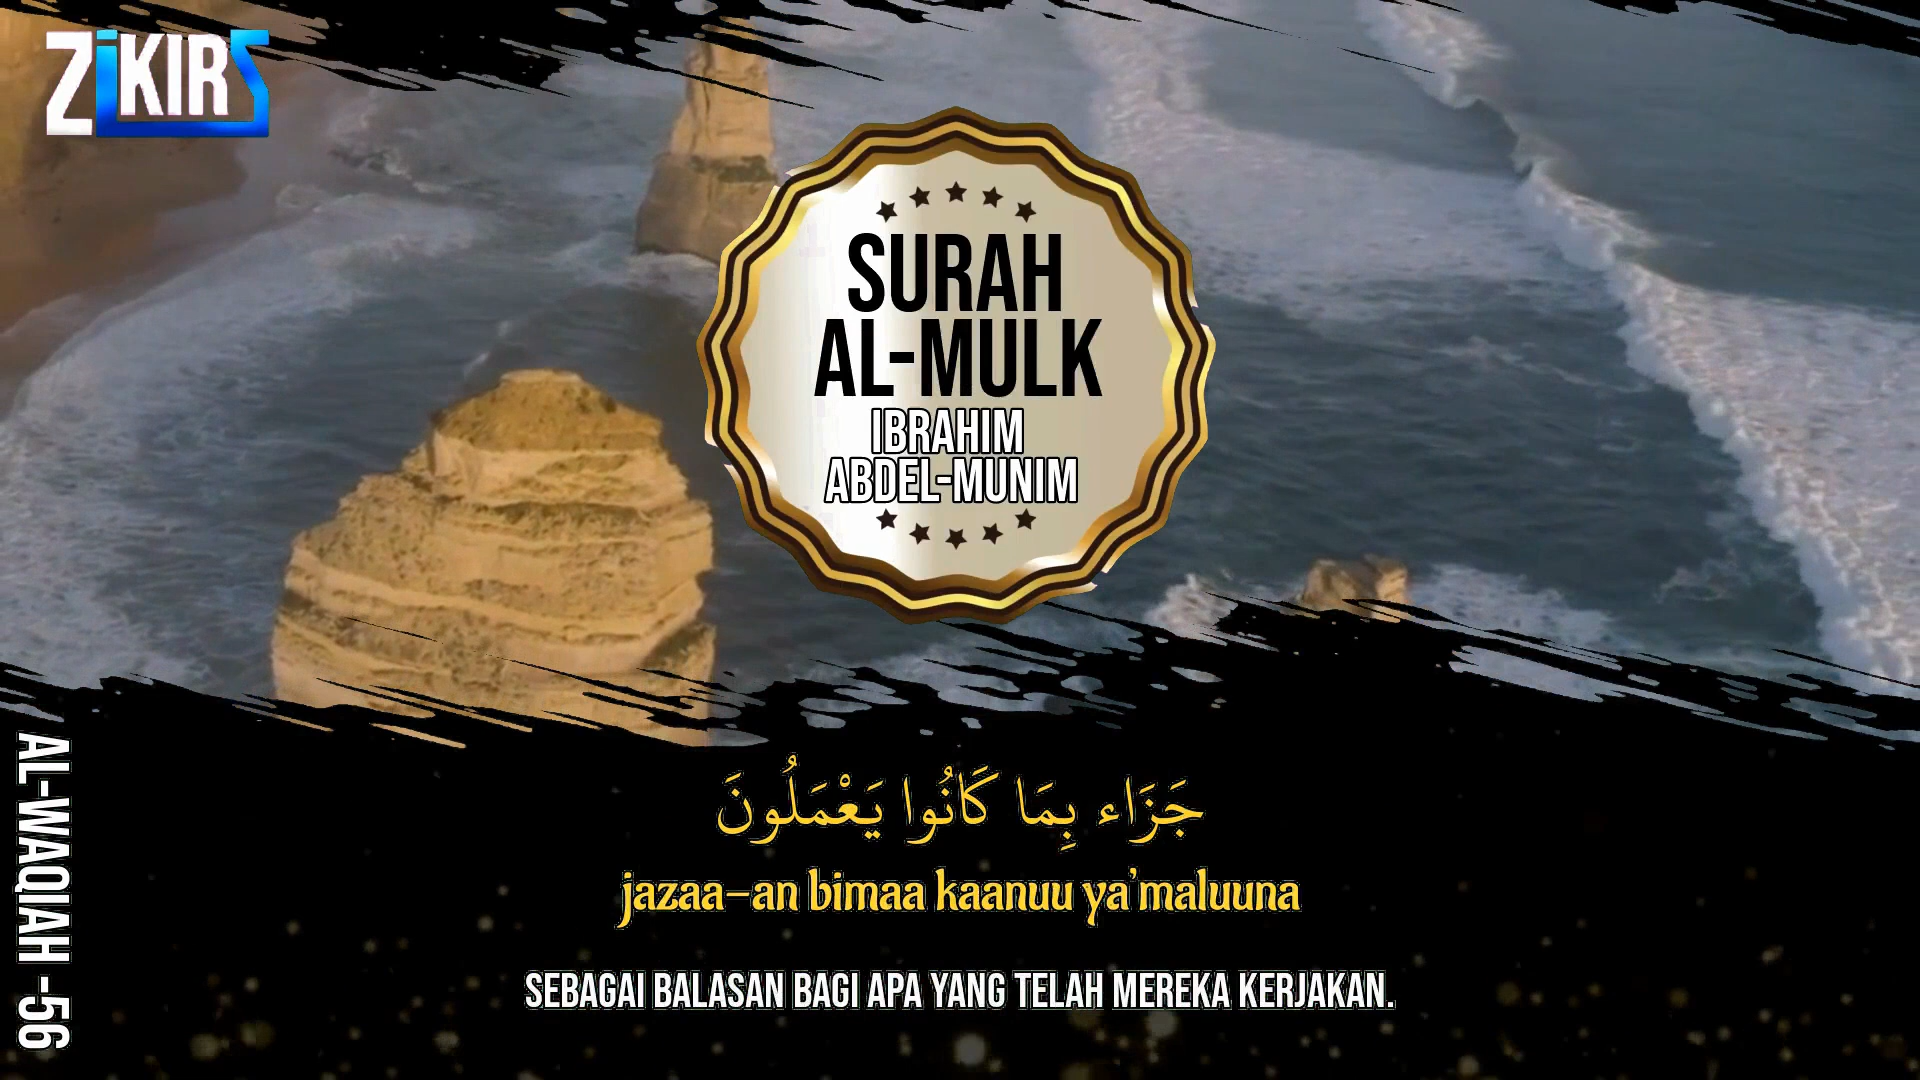 ZiKIRS
SURAH
AL-MULK
IBRAHIM
ABDEL-MUNIM
جَزَاء بِمَا كَانُوا يَعْمَلُونَ
jazaa-an bimaa kaanuu ya'maluuna
SEBAGAI BALASAN BAGI APA YANG TELAH MEREKA KERJAKAN.
AL-WAQIAH -56